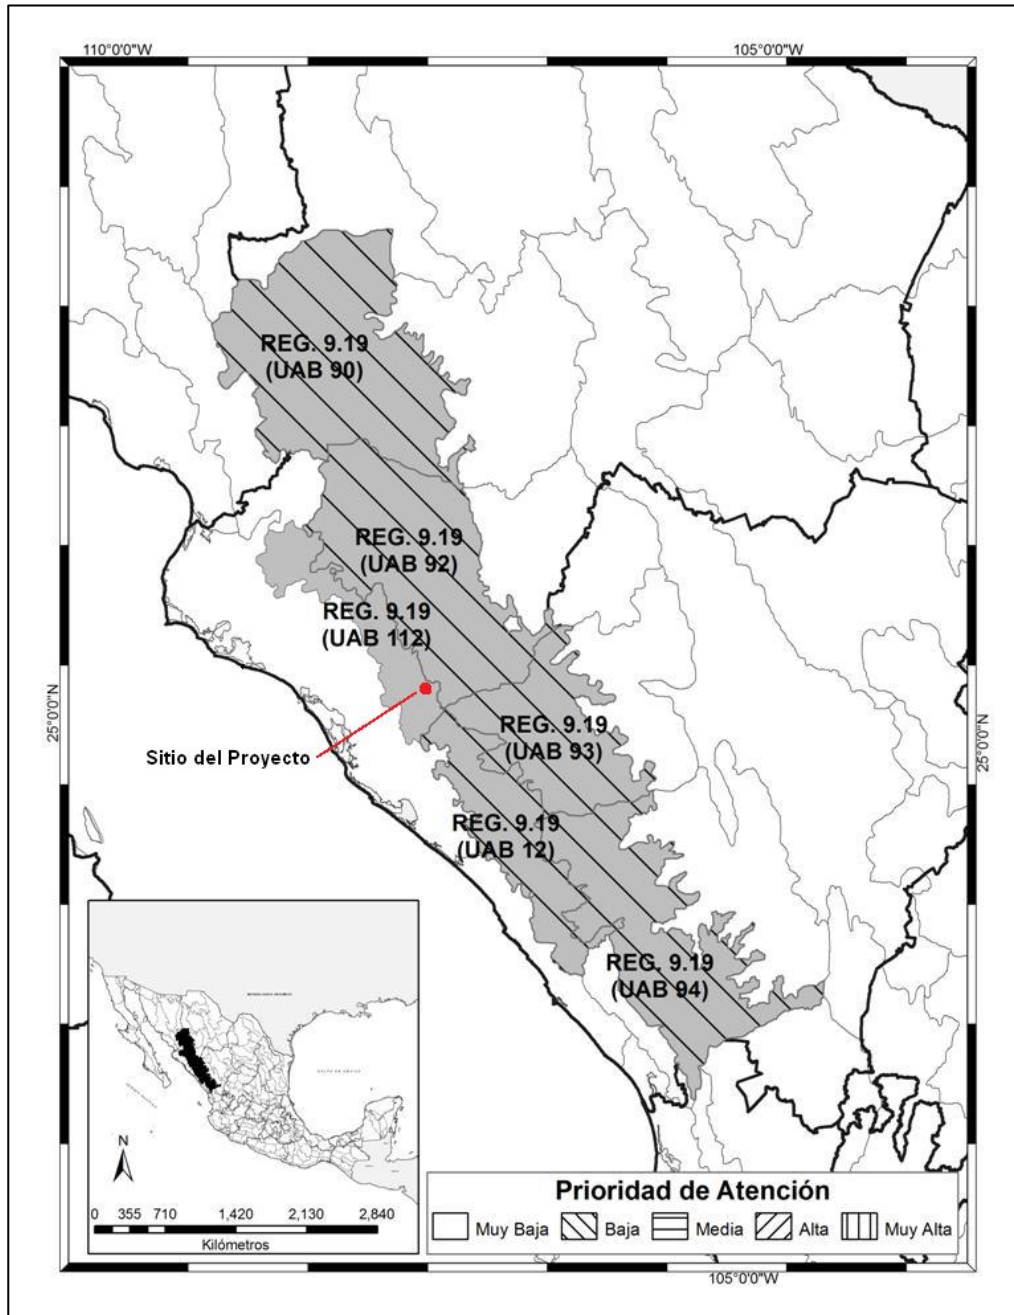 110°0'0"W
105°0'0"W
REG. 9.19
(UAB 90)
REG. 9.19
(UAB 92)
REG. 9.19
(UAB 112)
25°0'0"N
25°0'0"N
REG. 9.19
(UAB 93)
Sitio del Proyecto
REG. 9.19
(UAB 12)
REG. 9.19
(UAB 94)
N
0 355 710 1,420 2,130 2,840
Kilómetros
Prioridad de Atención
Muy Baja Baja Media Alta Muy Alta
105°0'0"W